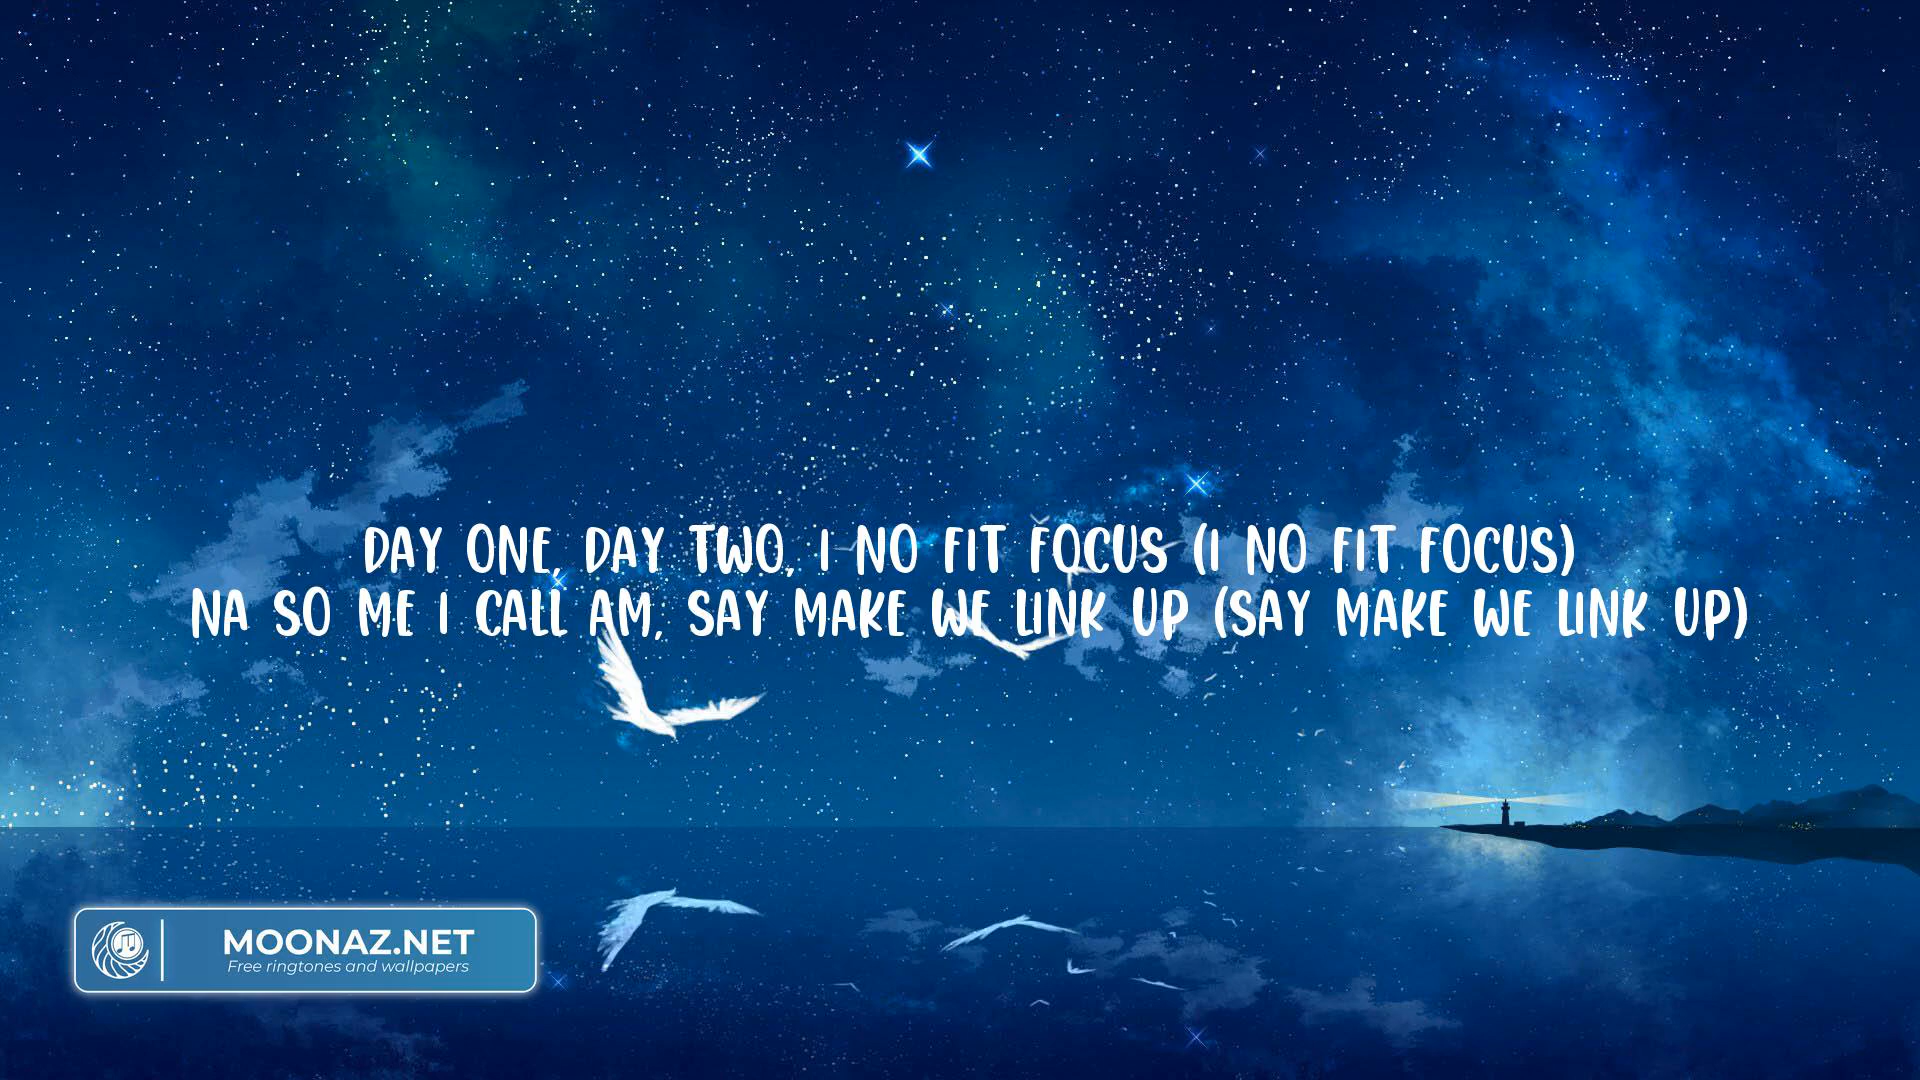 DAY ONE, DAY TWO, I NO FIT FOCUS (I NO FIT FOCUS)
NA SO ME I CALL AM, SAY MAKE WE LINK UP (SAY MAKE WE LINK UP)
MOONAZ.NET
Free ringtones and wallpapers